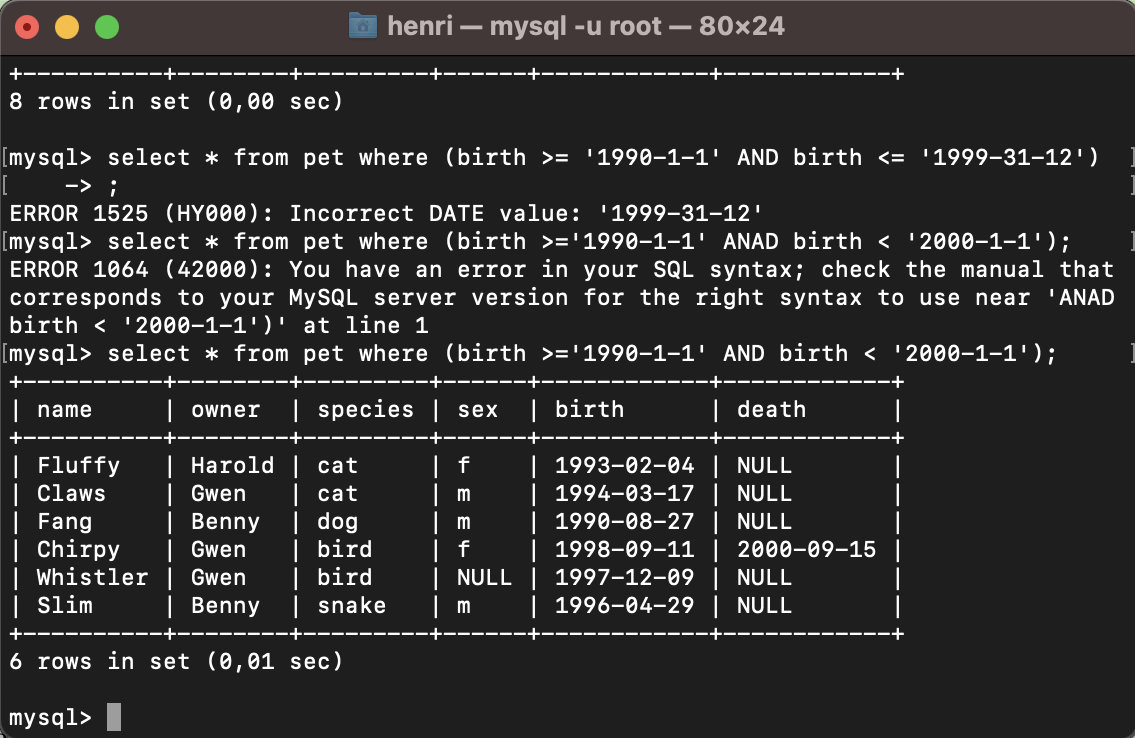 henri — mysql -u root — 80×24
+-----------+--------+---------+------+------------+------------+
8 rows in set (0,00 sec)

[mysql> select * from pet where (birth >= '1990-1-1' AND birth <= '1999-31-12')  ]
[    -> ;                                                                        ]
ERROR 1525 (HY000): Incorrect DATE value: '1999-31-12'
[mysql> select * from pet where (birth >='1990-1-1' ANAD birth < '2000-1-1');    ]
ERROR 1064 (42000): You have an error in your SQL syntax; check the manual that
corresponds to your MySQL server version for the right syntax to use near 'ANAD
birth < '2000-1-1')' at line 1
[mysql> select * from pet where (birth >='1990-1-1' AND birth < '2000-1-1');     ]
+----------+--------+---------+------+------------+------------+
| name     | owner  | species | sex  | birth      | death      |
+----------+--------+---------+------+------------+------------+
| Fluffy   | Harold | cat     | f    | 1993-02-04 | NULL       |
| Claws    | Gwen   | cat     | m    | 1994-03-17 | NULL       |
| Fang     | Benny  | dog     | m    | 1990-08-27 | NULL       |
| Chirpy   | Gwen   | bird    | f    | 1998-09-11 | 2000-09-15 |
| Whistler | Gwen   | bird    | NULL | 1997-12-09 | NULL       |
| Slim     | Benny  | snake   | m    | 1996-04-29 | NULL       |
+----------+--------+---------+------+------------+------------+
6 rows in set (0,01 sec)

mysql>